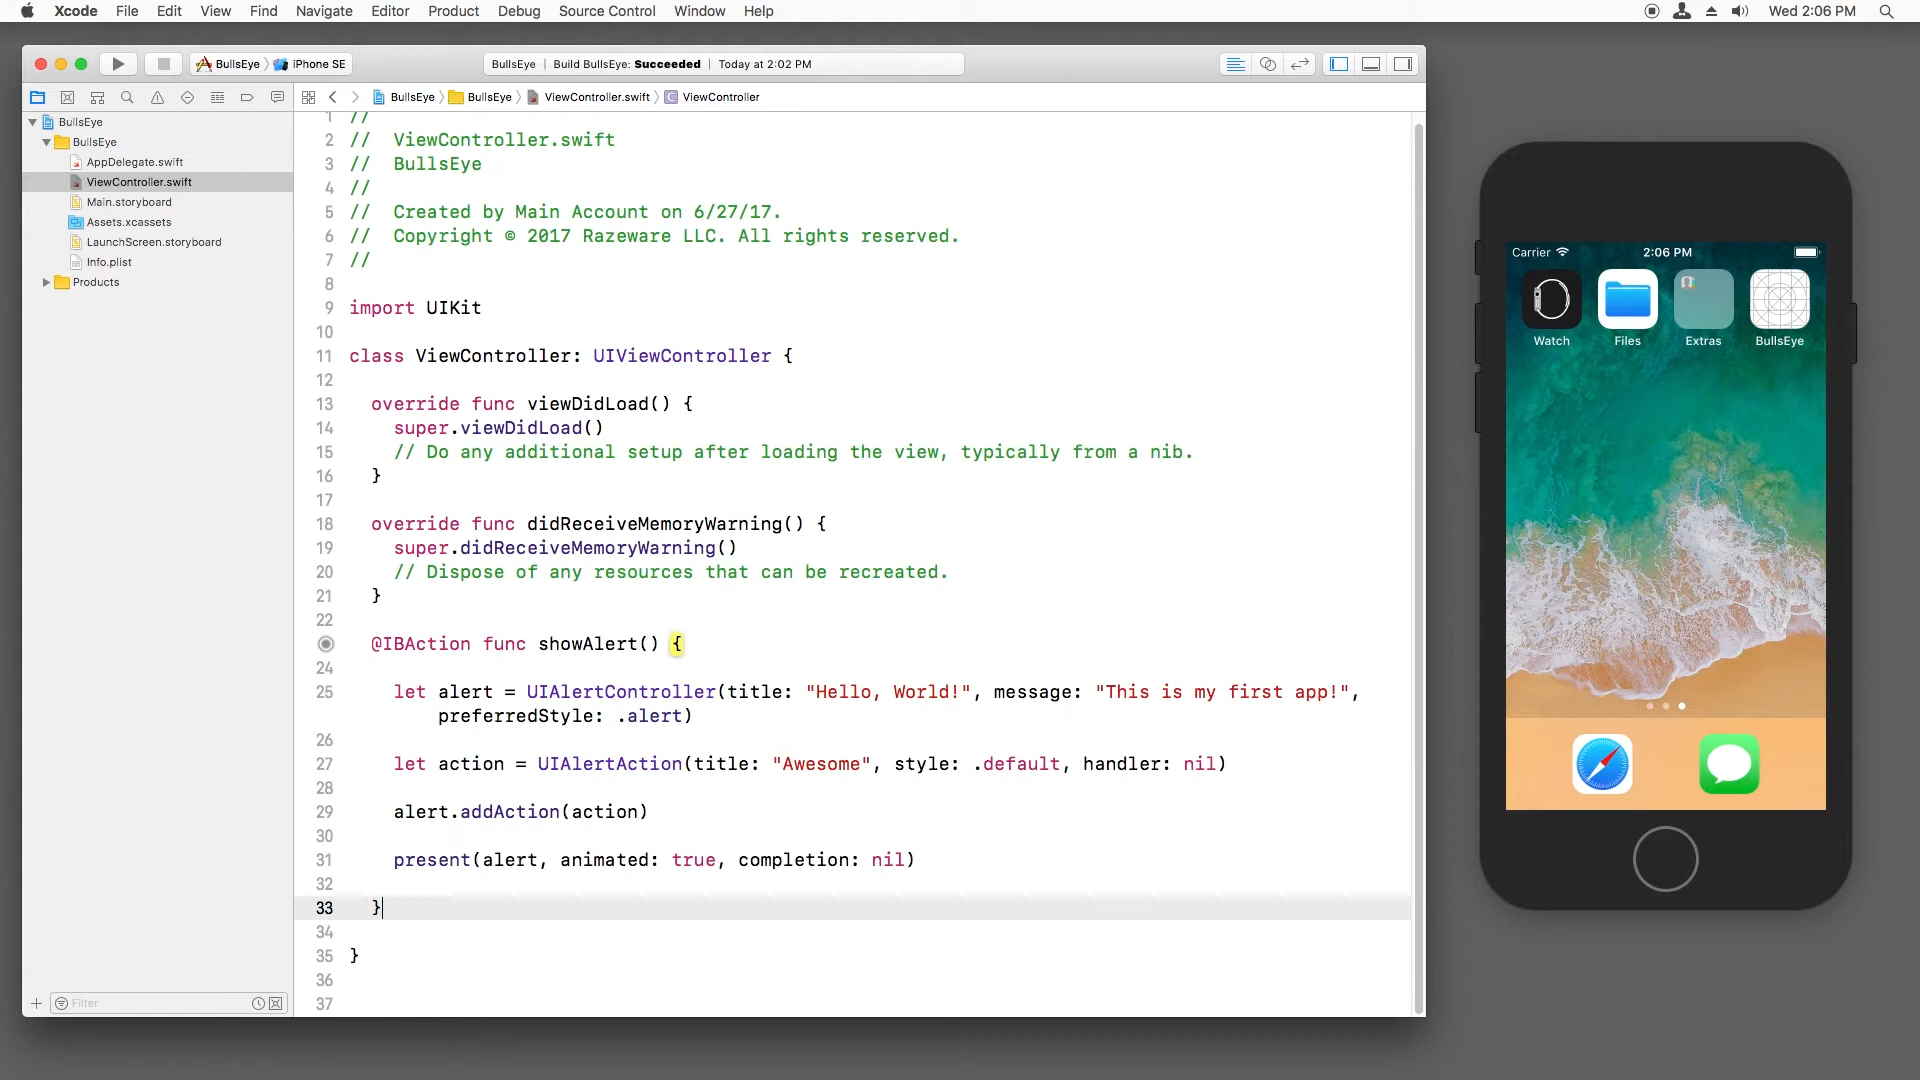 Xcode File Edit View Find Navigate Editor Product Debug Source Control Window Help Wed 2:06 PM
BullsEye iPhone SE BullsEye | Build BullsEye: Succeeded | Today at 2:02 PM
BullsEye BullsEye ViewController.swift ViewController
BullsEye
BullsEye
AppDelegate.swift
ViewController.swift
Main.storyboard
Assets.xcassets
LaunchScreen.storyboard
Info.plist
Products
Filter
1 //
2 // ViewController.swift
3 // BullsEye
4 //
5 // Created by Main Account on 6/27/17.
6 // Copyright © 2017 Razeware LLC. All rights reserved.
7 //
8
9 import UIKit
10
11 class ViewController: UIViewController {
12
13 override func viewDidLoad() {
14 super.viewDidLoad()
15 // Do any additional setup after loading the view, typically from a nib.
16 }
17
18 override func didReceiveMemoryWarning() {
19 super.didReceiveMemoryWarning()
20 // Dispose of any resources that can be recreated.
21 }
22
@IBAction func showAlert() {
24
25 let alert = UIAlertController(title: "Hello, World!", message: "This is my first app!",
preferredStyle: .alert)
26
27 let action = UIAlertAction(title: "Awesome", style: .default, handler: nil)
28
29 alert.addAction(action)
30
31 present(alert, animated: true, completion: nil)
32
33 }
34
35 }
36
37
Carrier 2:06 PM
Watch Files Extras BullsEye